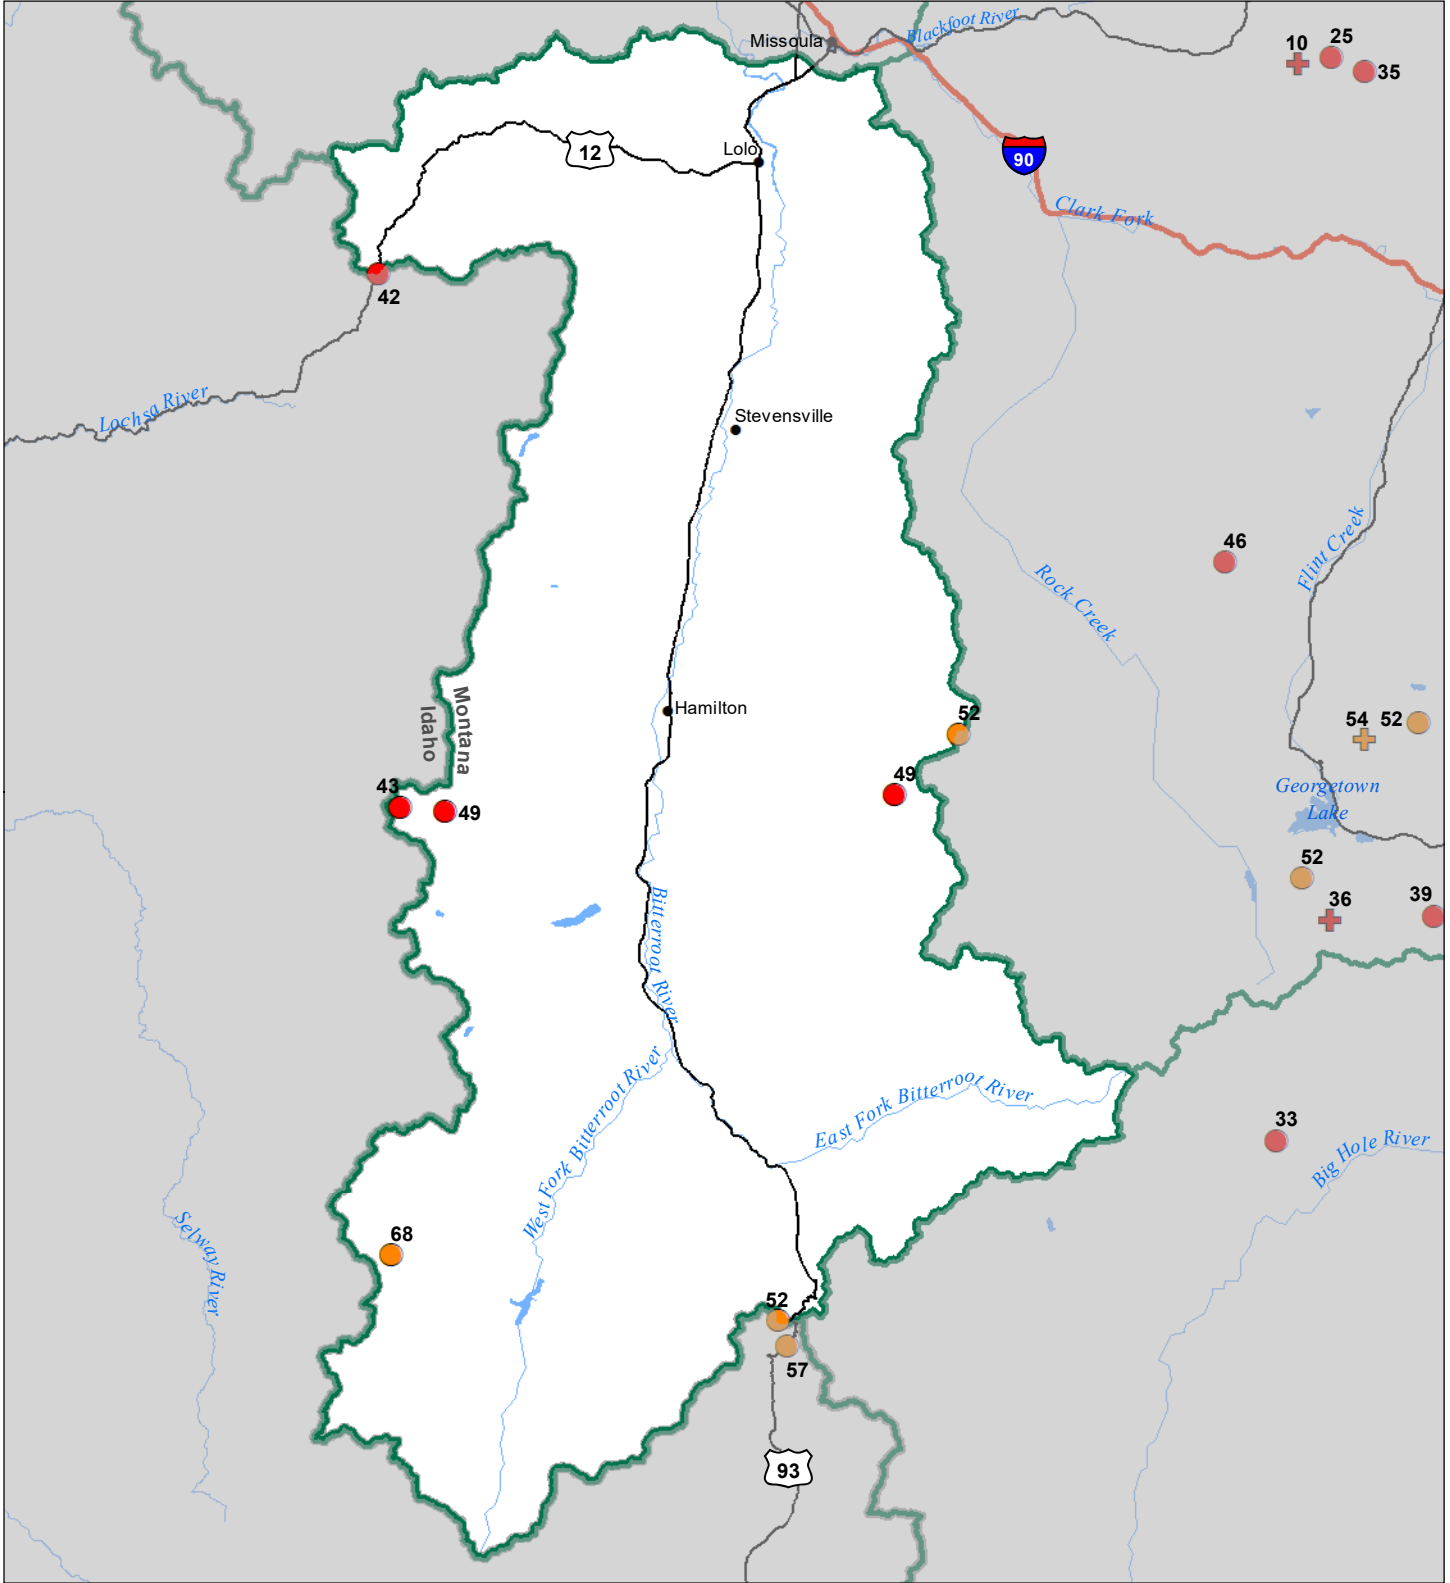 Blackfoot River
Missoula
10
25
35
12
Lolo
90
Clark Fork
42
Lochsa River
Stevensville
46
Flint Creek
Rock Creek
Montana
Idaho
Hamilton
52
54
52
43
49
49
Georgetown
Lake
52
36
39
Bitterroot River
West Fork Bitterroot River
East Fork Bitterroot River
33
Big Hole River
Selway River
68
52
57
93